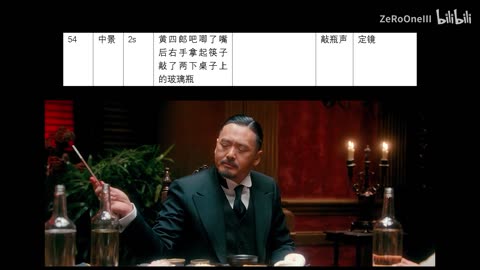 ZeRoOneIII bilibili
54 中景 2s 黄四郎吧唧了嘴 敲瓶声 定镜
后右手拿起筷子
敲了两下桌子上
的玻璃瓶